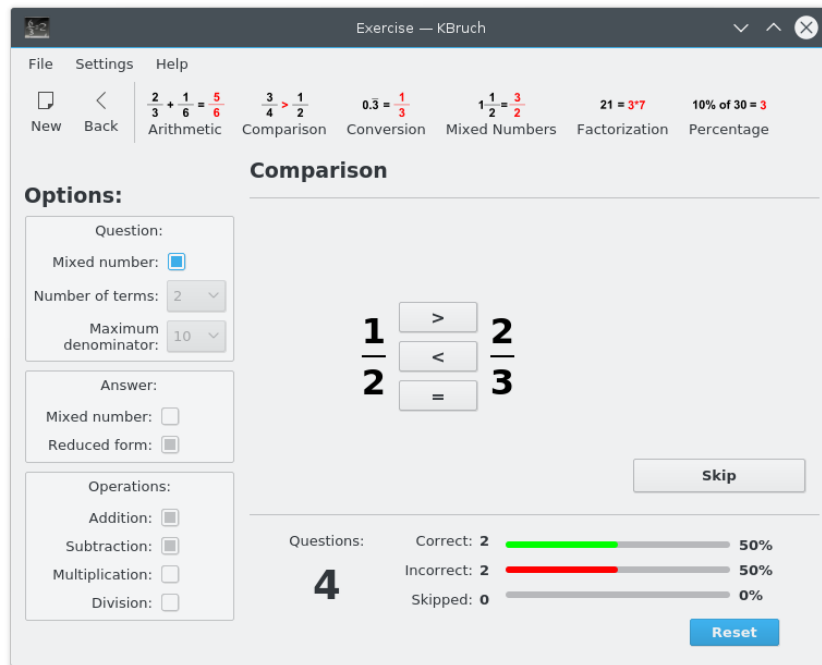 Exercise — KBruch
File Settings Help
New
Back
2/3 + 1/6 = 5/6
Arithmetic
3/4 > 1/2
Comparison
0.3̅ = 1/3
Conversion
1 1/2 = 3/2
Mixed Numbers
21 = 3*7
Factorization
10% of 30 = 3
Percentage
Options:
Question:
Mixed number:
Number of terms: 2
Maximum
denominator: 10
Answer:
Mixed number:
Reduced form:
Operations:
Addition:
Subtraction:
Multiplication:
Division:
Comparison
1/2
>
<
=
2/3
Skip
Questions:
4
Correct: 2 50%
Incorrect: 2 50%
Skipped: 0 0%
Reset